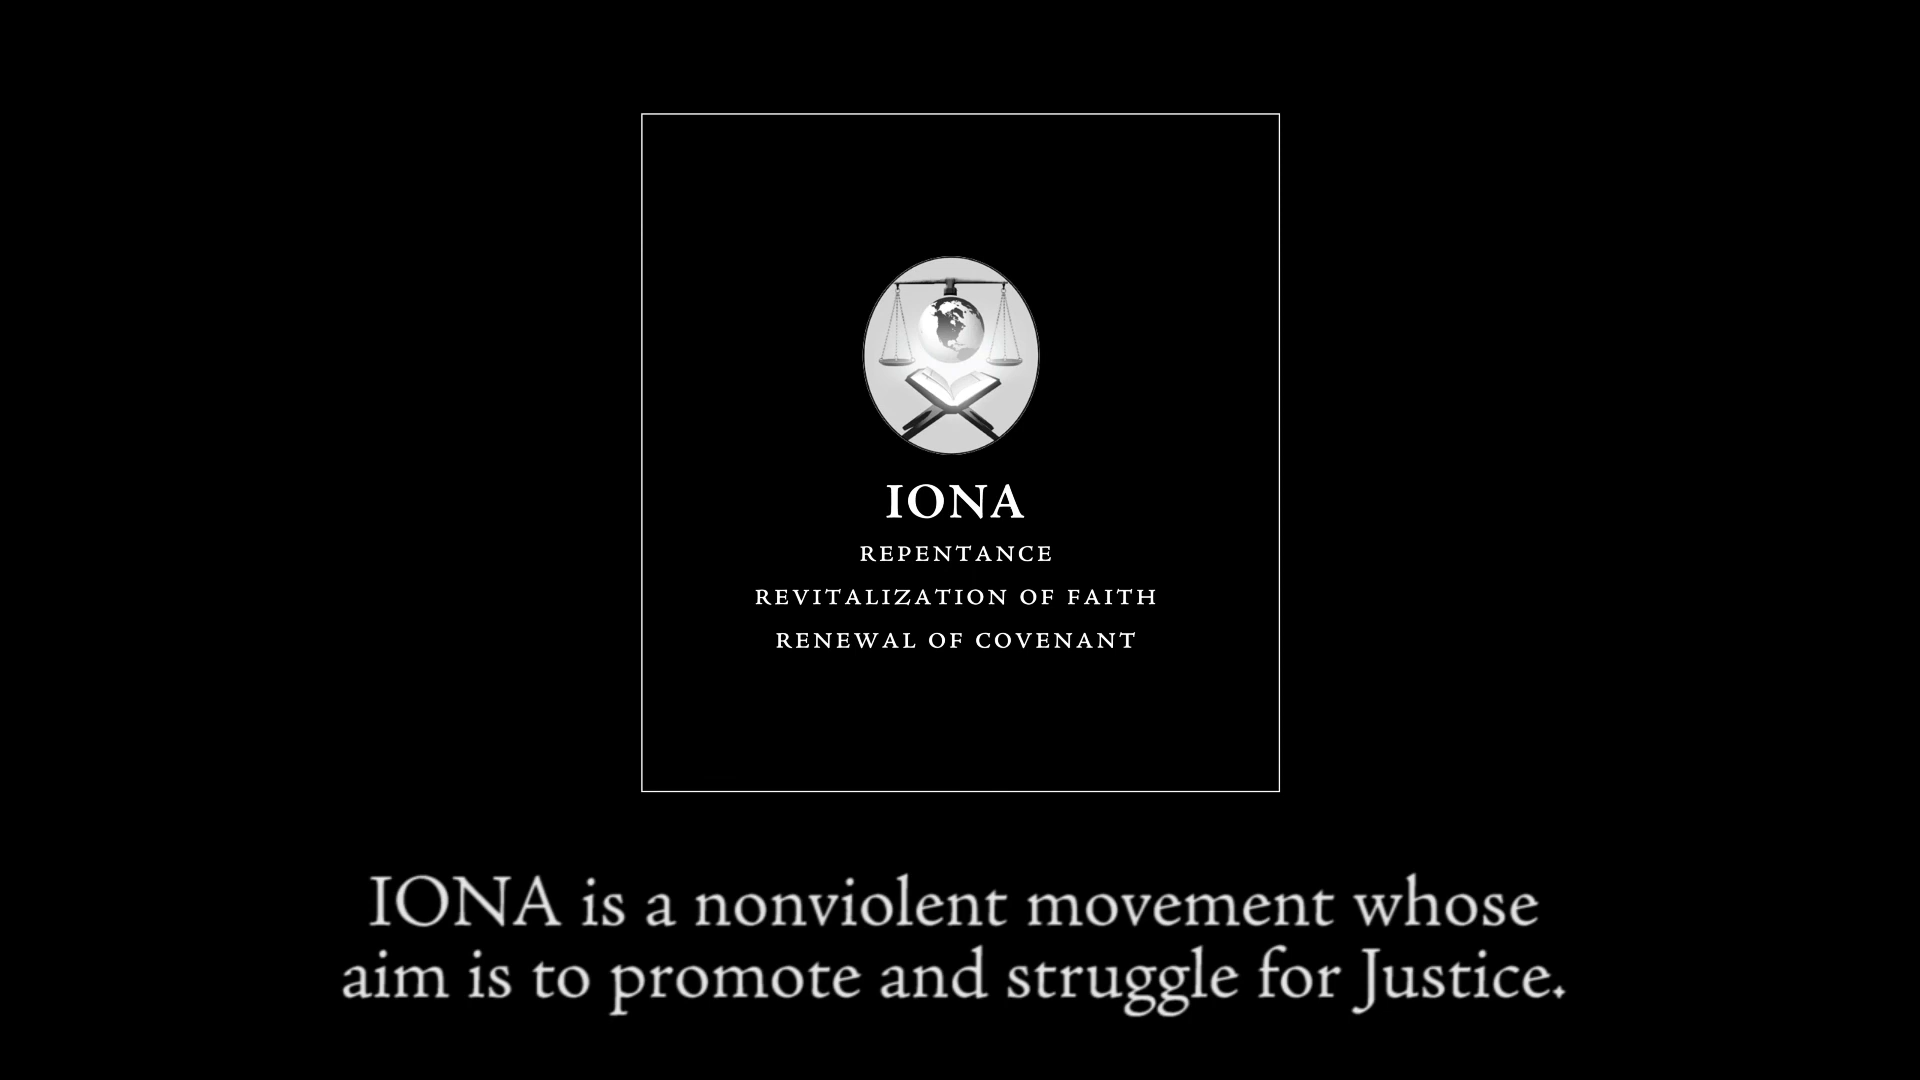 IONA
REPENTANCE
REVITALIZATION OF FAITH
RENEWAL OF COVENANT
IONA is a nonviolent movement whose
aim is to promote and struggle for Justice.